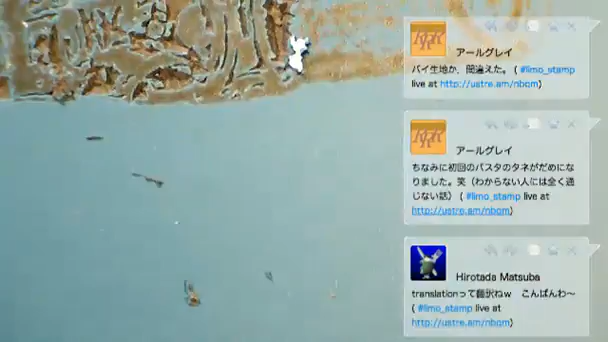 アールグレイ
パイ生地か、間違えた。 ( #limo_stamp
live at http://ustre.am/nbqm)
アールグレイ
ちなみに初回のパスタのタネがだめにな
りました。笑（わからない人には全く通
じない話） ( #limo_stamp live at
http://ustre.am/nbqm)
Hirotada Matsuba
translationって翻訳ねw こんばんわ〜
( #limo_stamp live at
http://ustre.am/nbqm)